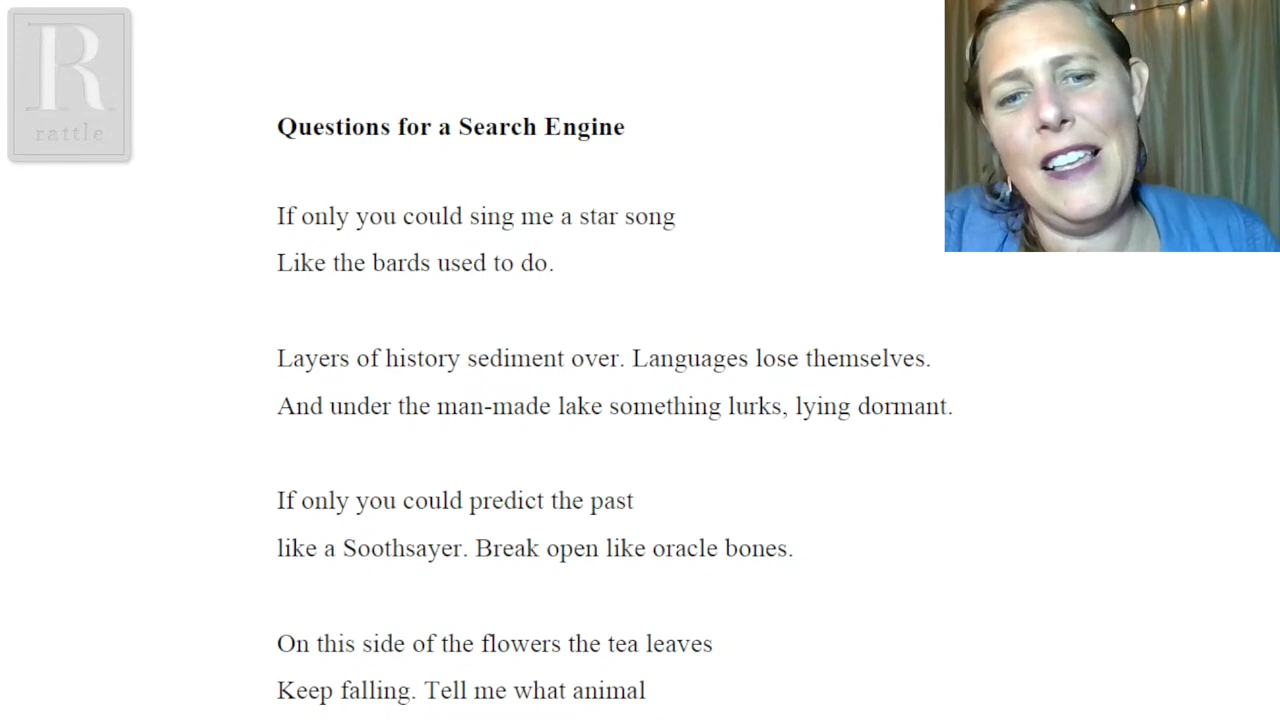 R
rattle
Questions for a Search Engine
If only you could sing me a star song
Like the bards used to do.
Layers of history sediment over. Languages lose themselves.
And under the man-made lake something lurks, lying dormant.
If only you could predict the past
like a Soothsayer. Break open like oracle bones.
On this side of the flowers the tea leaves
Keep falling. Tell me what animal